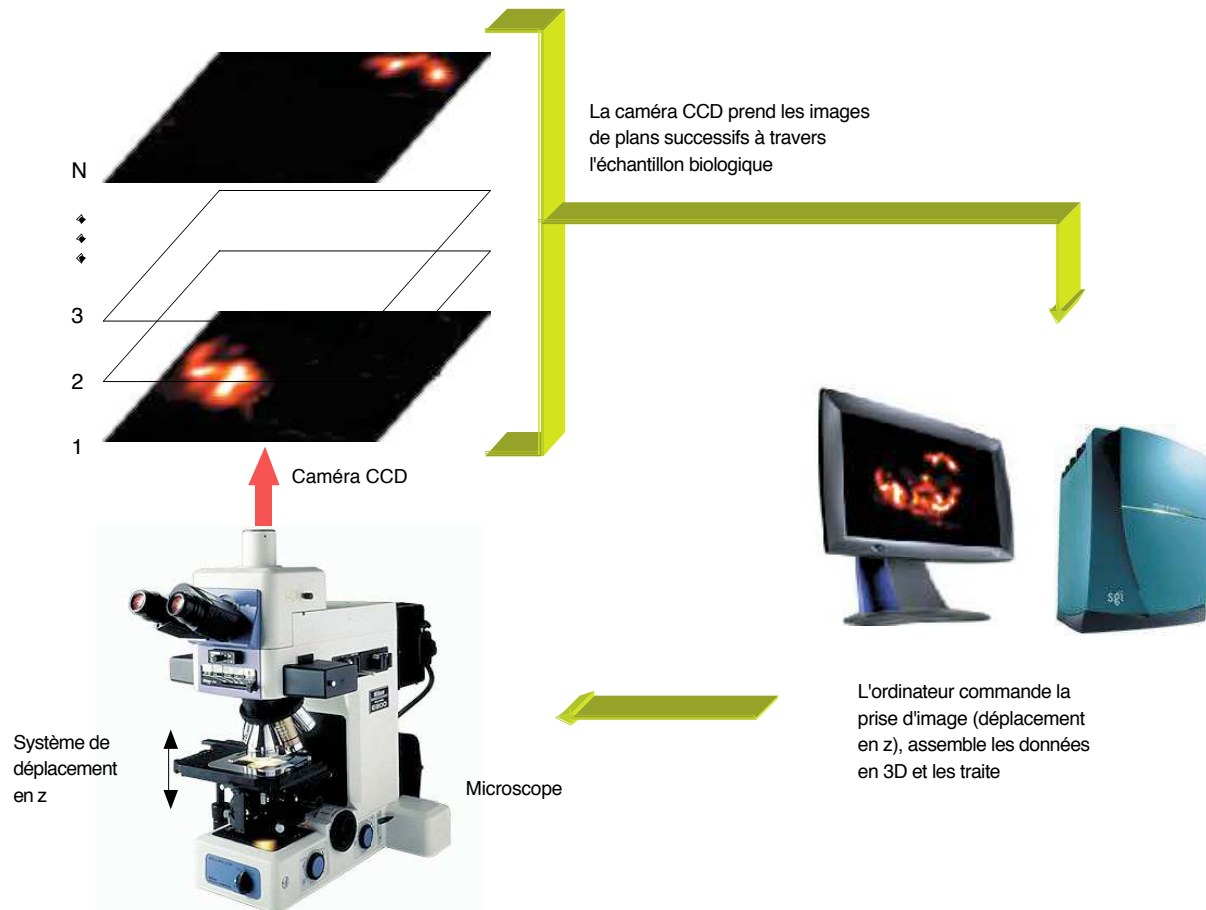 La caméra CCD prend les images
de plans successifs à travers
l'échantillon biologique
N
3
2
1
Caméra CCD
sgi
Nikon
E800
L'ordinateur commande la
prise d'image (déplacement
en z), assemble les données
en 3D et les traite
Système de
déplacement
en z
Microscope